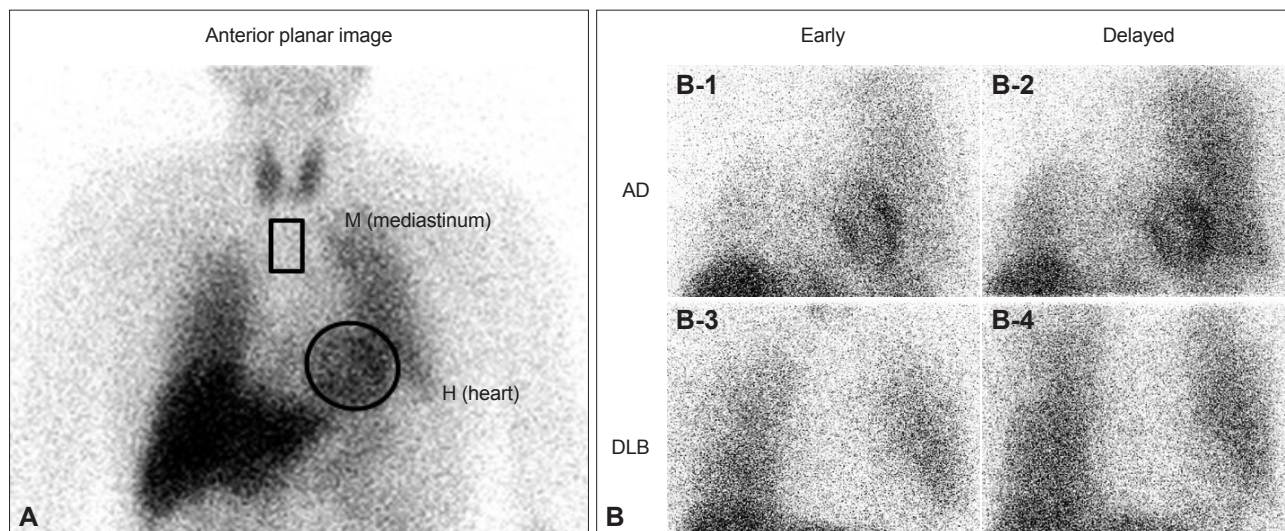 Anterior planar image
M (mediastinum)
H (heart)
A
Early
Delayed
B-1
B-2
AD
B-3
B-4
DLB
B